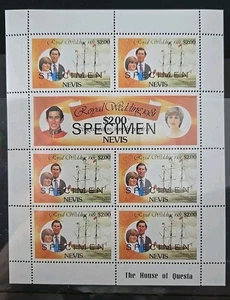 Royal Wedding 1981 $2.00
SPECIMEN
NEVIS
Royal Wedding 1981 $2.00
SPECIMEN
NEVIS
Royal Wedding 1981
$2.00
SPECIMEN
NEVIS
Royal Wedding 1981 $2.00
SPECIMEN
NEVIS
Royal Wedding 1981 $2.00
SPECIMEN
NEVIS
Royal Wedding 1981 $2.00
SPECIMEN
NEVIS
Royal Wedding 1981 $2.00
SPECIMEN
NEVIS
The House of Questa